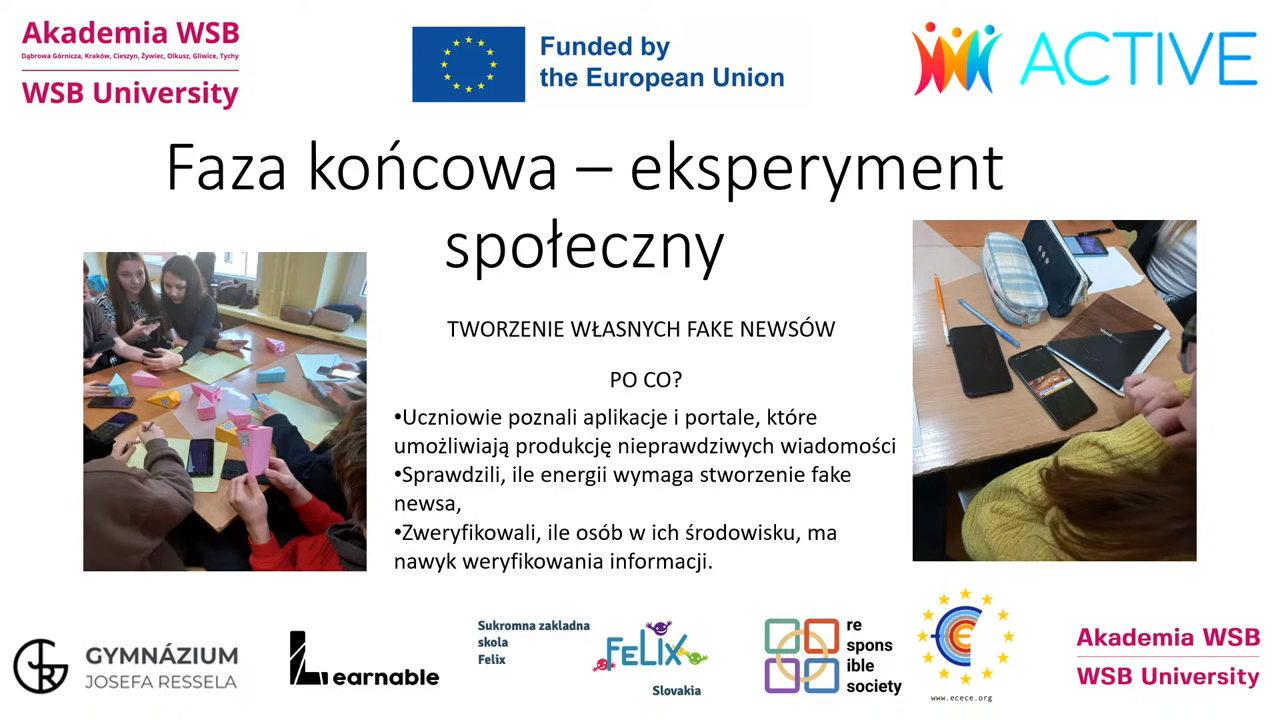 Akademia WSB
Dąbrowa Górnicza, Kraków, Cieszyn, Żywiec, Olkusz, Gliwice, Tychy
WSB University
Funded by
the European Union
ACTIVE
Faza końcowa – eksperyment
społeczny
TWORZENIE WŁASNYCH FAKE NEWSÓW
PO CO?
•Uczniowie poznali aplikacje i portale, które
umożliwiają produkcję nieprawdziwych wiadomości
•Sprawdzili, ile energii wymaga stworzenie fake
newsa,
•Zweryfikowali, ile osób w ich środowisku, ma
nawyk weryfikowania informacji.
GYMNÁZIUM
JOSEFA RESSELA
Learnable
Sukromna zakladna
skola
Felix
FELIX
Slovakia
re
spons
ible
society
www.ecece.org
Akademia WSB
WSB University